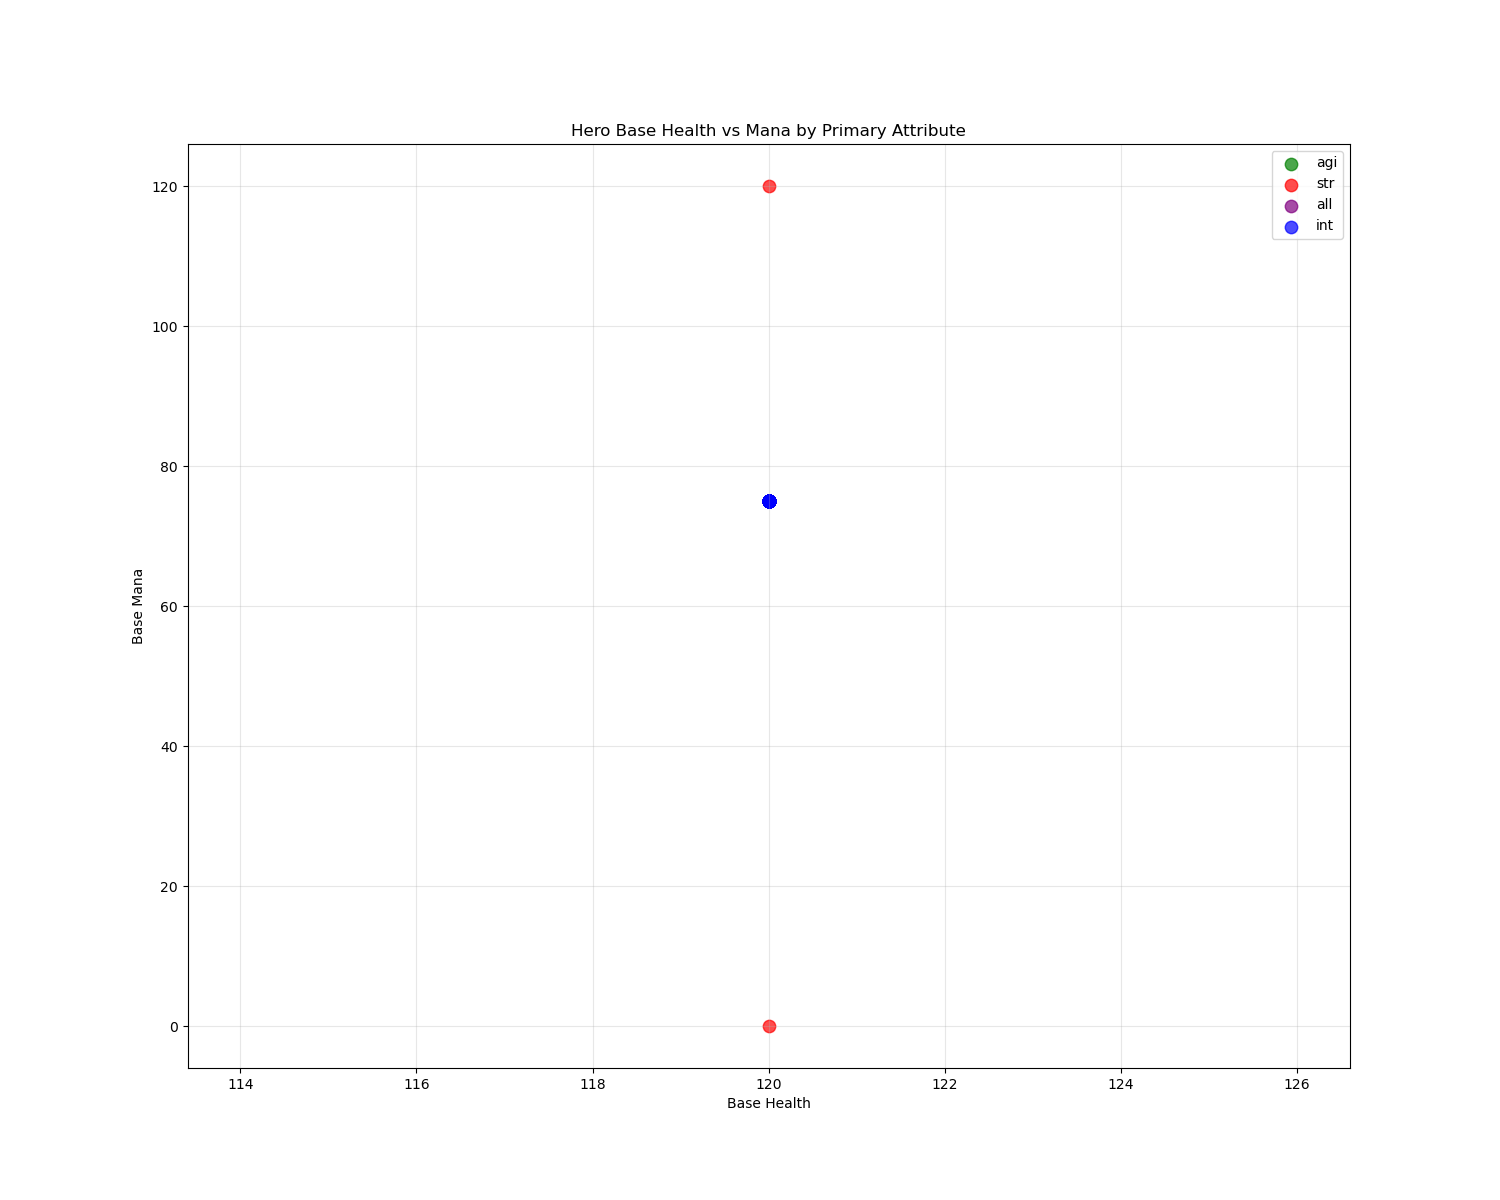 Hero Base Health vs Mana by Primary Attribute
agi
str
all
int
120
100
80
60
40
20
0
Base Mana
114 116 118 120 122 124 126
Base Health